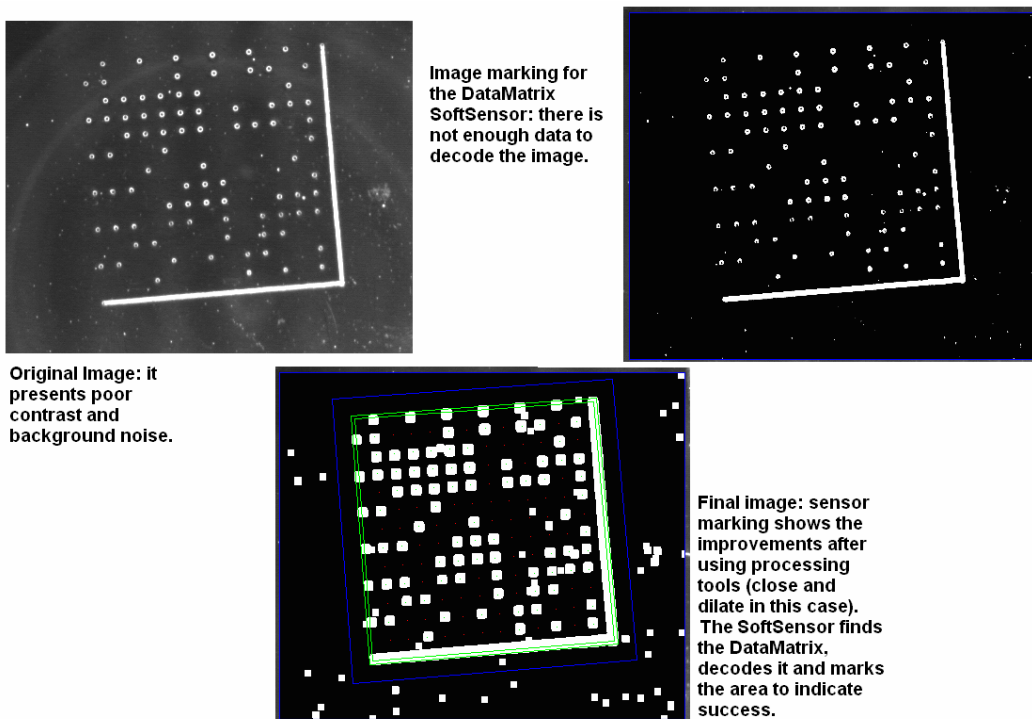 Image marking for
the DataMatrix
SoftSensor: there is
not enough data to
decode the image.
Original Image: it
presents poor
contrast and
background noise.
Final image: sensor
marking shows the
improvements after
using processing
tools (close and
dilate in this case).
The SoftSensor finds
the DataMatrix,
decodes it and marks
the area to indicate
success.